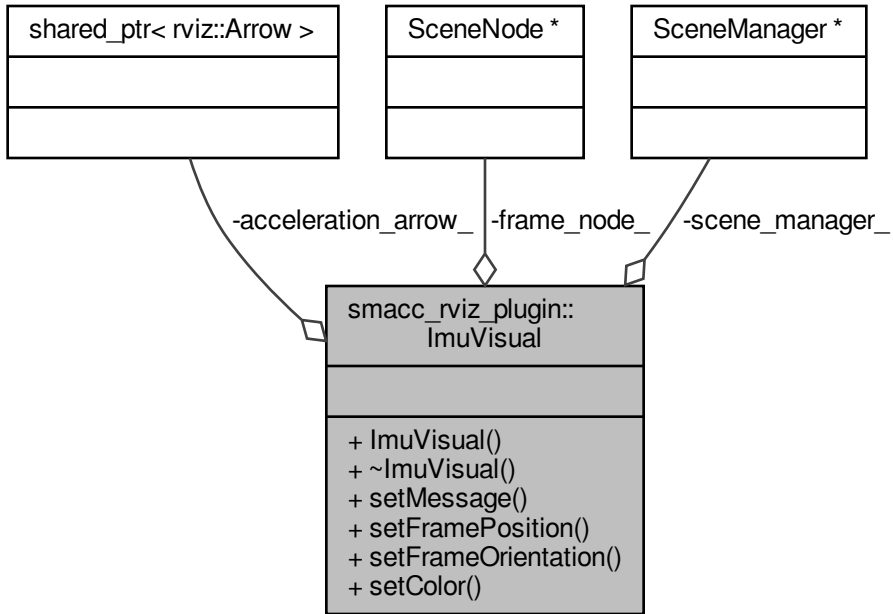 shared_ptr< rviz::Arrow >
SceneNode *
SceneManager *
-acceleration_arrow_
-frame_node_
-scene_manager_
smacc_rviz_plugin::
ImuVisual
+ ImuVisual()
+ ~ImuVisual()
+ setMessage()
+ setFramePosition()
+ setFrameOrientation()
+ setColor()